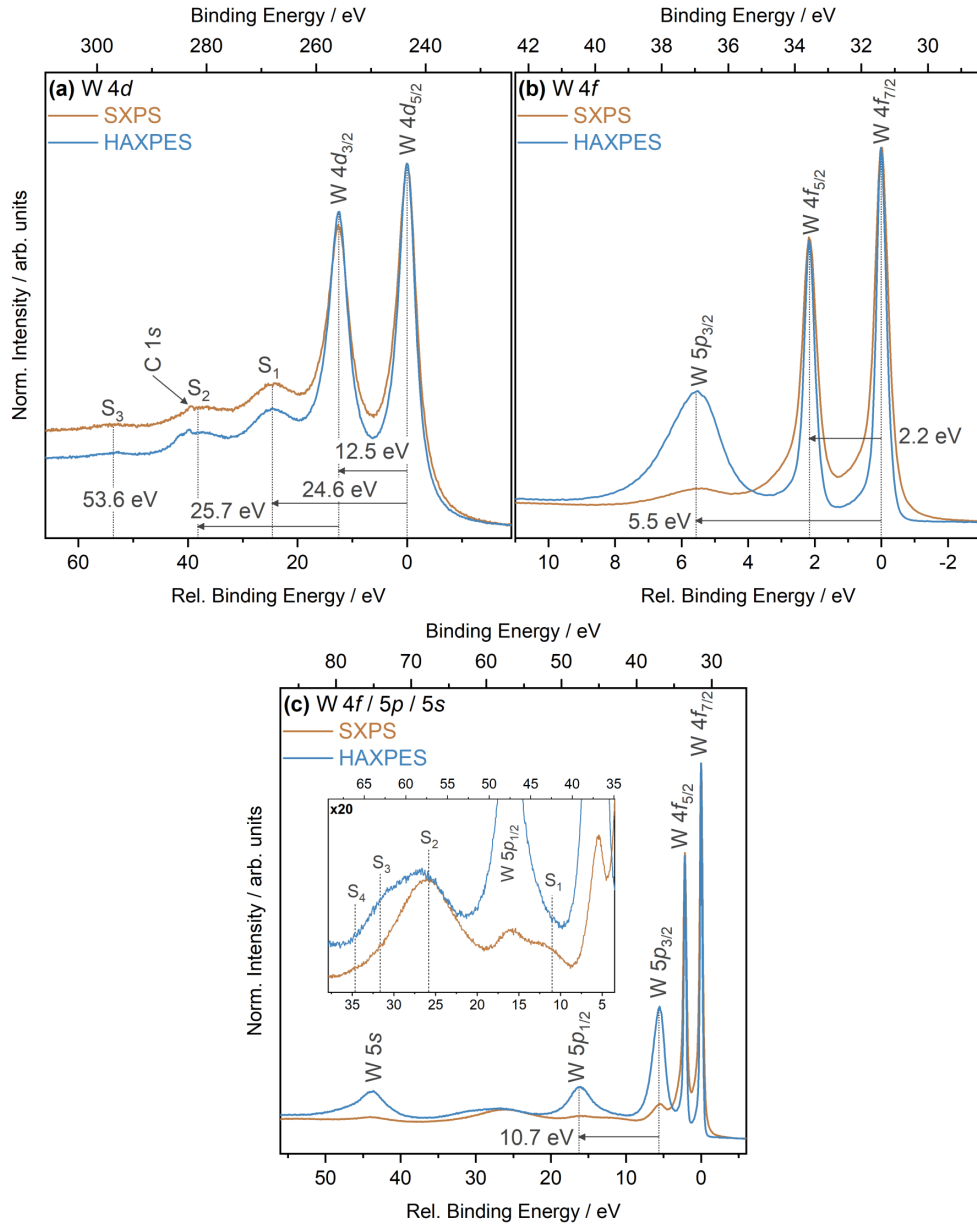 Binding Energy / eV
300 280 260 240
(a) W 4d
SXPS
HAXPES
W 4d3/2
W 4d5/2
C 1s
S3
S2
S1
12.5 eV
24.6 eV
25.7 eV
53.6 eV
60 40 20 0
Rel. Binding Energy / eV
Norm. Intensity / arb. units
Binding Energy / eV
42 40 38 36 34 32 30
(b) W 4f
SXPS
HAXPES
W 4f7/2
W 4f5/2
W 5p3/2
2.2 eV
5.5 eV
10 8 6 4 2 0 -2
Rel. Binding Energy / eV
Binding Energy / eV
80 70 60 50 40 30
(c) W 4f / 5p / 5s
SXPS
HAXPES
W 4f7/2
W 4f5/2
W 5p3/2
65 60 55 50 45 40 35
x20
S4
S3
S2
W 5p1/2
S1
35 30 25 20 15 10 5
W 5s
W 5p1/2
10.7 eV
50 40 30 20 10 0
Rel. Binding Energy / eV
Norm. Intensity / arb. units